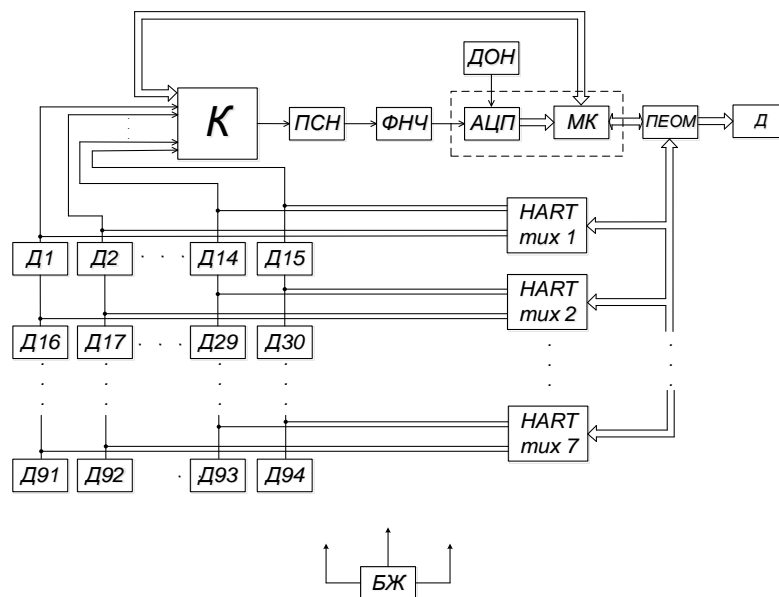 ДОН
К
ПСН
ФНЧ
АЦП
МК
ПЕОМ
Д
HART
mux 1
Д1
Д2
Д14
Д15
HART
mux 2
Д16
Д17
Д29
Д30
HART
mux 7
Д91
Д92
Д93
Д94
БЖ